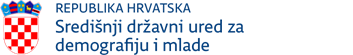 REPUBLIKA HRVATSKA
Središnji državni ured za
demografiju i mlade